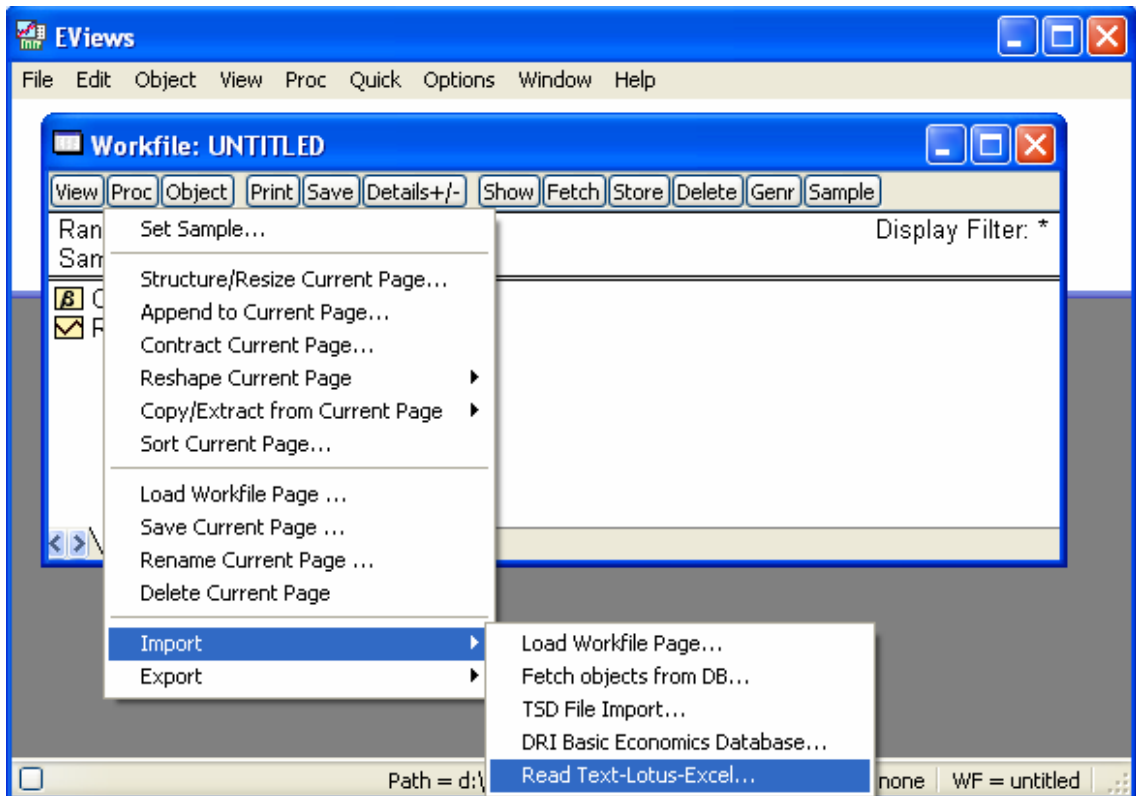 EViews
File Edit Object View Proc Quick Options Window Help
Workfile: UNTITLED
View Proc Object Print Save Details+/- Show Fetch Store Delete Genr Sample
Ran Display Filter: *
Sam
Set Sample...
Structure/Resize Current Page...
Append to Current Page...
Contract Current Page...
Reshape Current Page
Copy/Extract from Current Page
Sort Current Page...
Load Workfile Page ...
Save Current Page ...
Rename Current Page ...
Delete Current Page
Import
Export
Load Workfile Page...
Fetch objects from DB...
TSD File Import...
DRI Basic Economics Database...
Read Text-Lotus-Excel...
Path = d:\ none WF = untitled